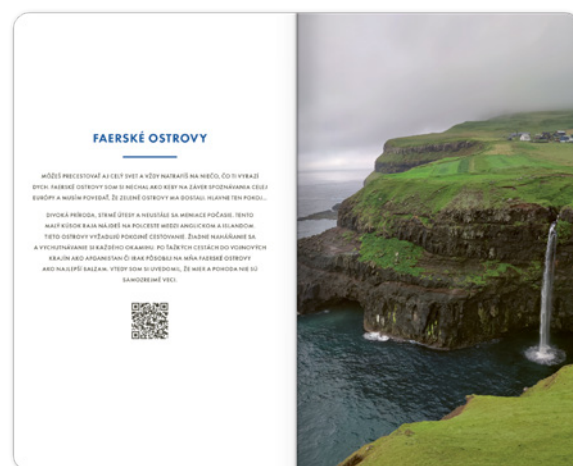 FAERSKÉ OSTROVY
MÔŽEŠ PRECESTOVAŤ AJ CELÝ SVET A VŽDY NATRAFÍŠ NA NIEČO, ČO TI VYRAZÍ
DYCH. FAERSKÉ OSTROVY SOM SI NECHAL AKO KEBY NA ZÁVER SPOZNÁVANIA CELEJ
EURÓPY A MUSÍM POVEDAŤ, ŽE ZELENÉ OSTROVY MA DOSTALI. HLAVNE TEN POKOJ...
DIVOKÁ PRÍRODA, STRMÉ ÚTESY A NEUSTÁLE SA MENIACE POČASIE. TENTO
MALÝ KÚSOK RAJA NÁJDEŠ NA POLCESTE MEDZI ANGLICKOM A ISLANDOM.
TIETO OSTROVY VYŽADUJÚ POKOJNÉ CESTOVANIE. ŽIADNE NAHÁŇANIE SA
A VYCHUTNÁVANIE SI KAŽDÉHO OKAMIHU. PO ŤAŽKÝCH CESTÁCH DO VOJNOVÝCH
KRAJÍN AKO AFGANISTAN ČI IRAK PÔSOBILI NA MŇA FAERSKÉ OSTROVY
AKO NAJLEPŠÍ BALZAM. VTEDY SOM SI UVEDOMIL, ŽE MIER A POHODA NIE SÚ
SAMOZREJMÉ VECI.